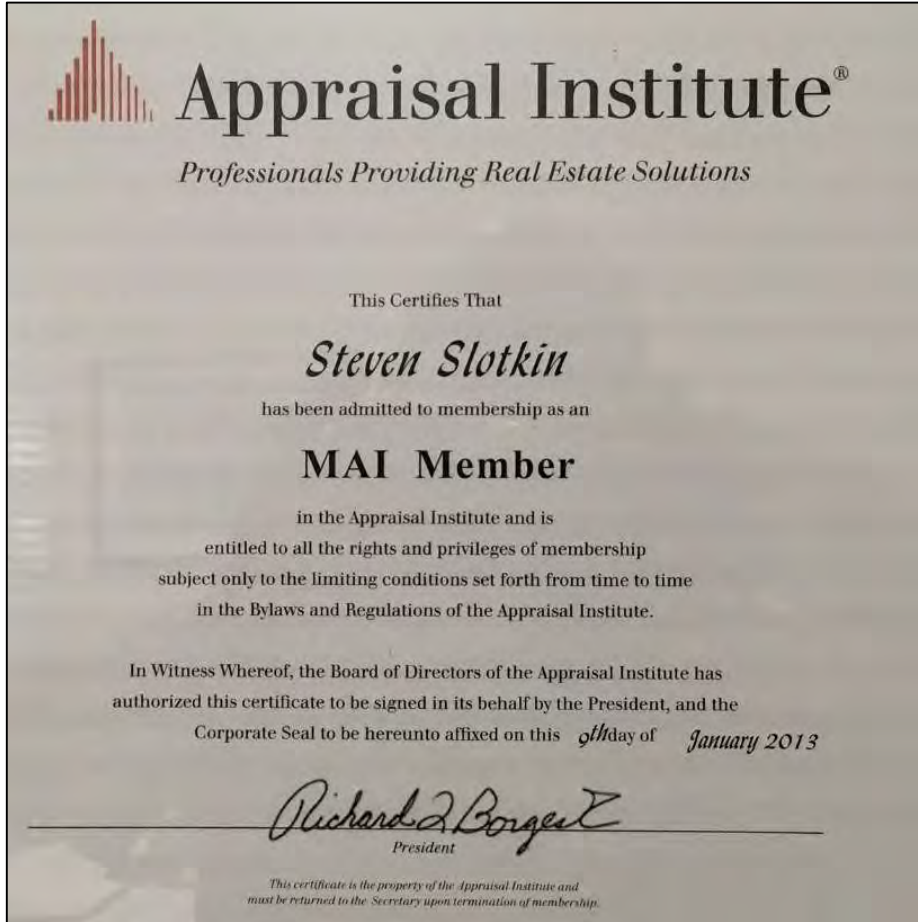 Appraisal Institute®
Professionals Providing Real Estate Solutions
This Certifies That
Steven Slotkin
has been admitted to membership as an
MAI Member
in the Appraisal Institute and is
entitled to all the rights and privileges of membership
subject only to the limiting conditions set forth from time to time
in the Bylaws and Regulations of the Appraisal Institute.
In Witness Whereof, the Board of Directors of the Appraisal Institute has
authorized this certificate to be signed in its behalf by the President, and the
Corporate Seal to be hereunto affixed on this 9th day of January 2013
Richard L Borges II
President
This certificate is the property of the Appraisal Institute and
must be returned to the Secretary upon termination of membership.